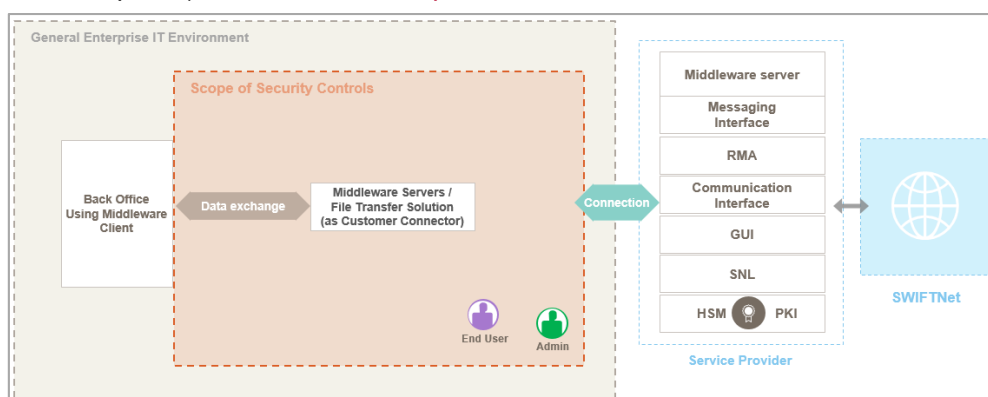 General Enterprise IT Environment
Scope of Security Controls
Back Office
Using Middleware
Client
Data exchange
Middleware Servers /
File Transfer Solution
(as Customer Connector)
End User
Admin
Connection
Middleware server
Messaging
Interface
RMA
Communication
Interface
GUI
SNL
HSM
PKI
Service Provider
SWIFTNet